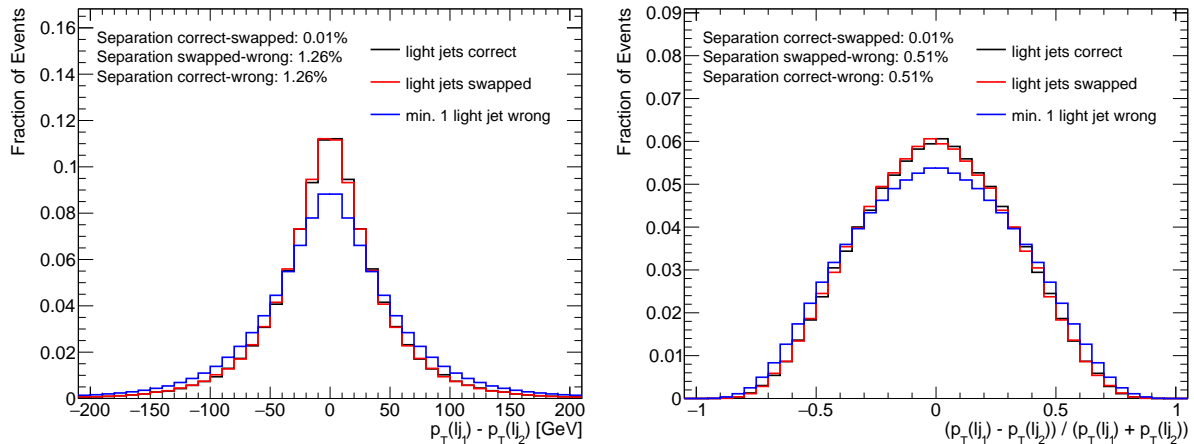 Fraction of Events
0.16
0.14
0.12
0.1
0.08
0.06
0.04
0.02
0
Separation correct-swapped: 0.01%
Separation swapped-wrong: 1.26%
Separation correct-wrong: 1.26%
light jets correct
light jets swapped
min. 1 light jet wrong
−200 −150 −100 −50 0 50 100 150 200
p_T(lj_1) - p_T(lj_2) [GeV]
Fraction of Events
0.09
0.08
0.07
0.06
0.05
0.04
0.03
0.02
0.01
0
Separation correct-swapped: 0.01%
Separation swapped-wrong: 0.51%
Separation correct-wrong: 0.51%
light jets correct
light jets swapped
min. 1 light jet wrong
−1 −0.5 0 0.5 1
(p_T(lj_1) - p_T(lj_2)) / (p_T(lj_1) + p_T(lj_2))